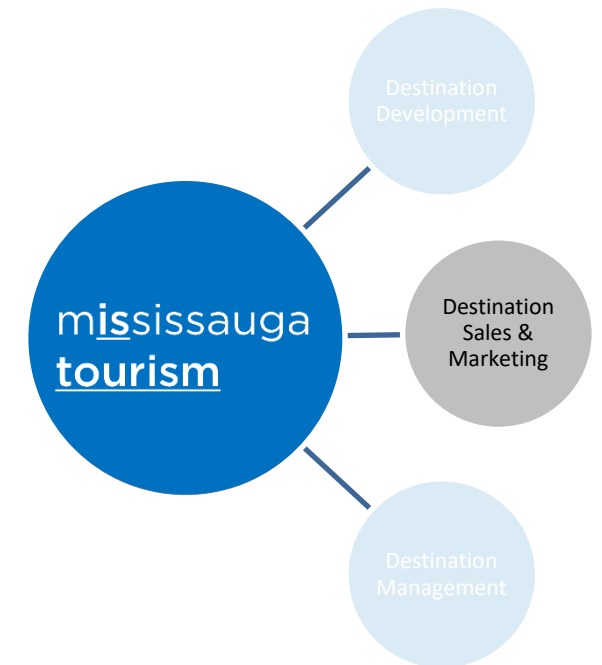 Destination
Development
mississauga
tourism
Destination
Sales &
Marketing
Destination
Management